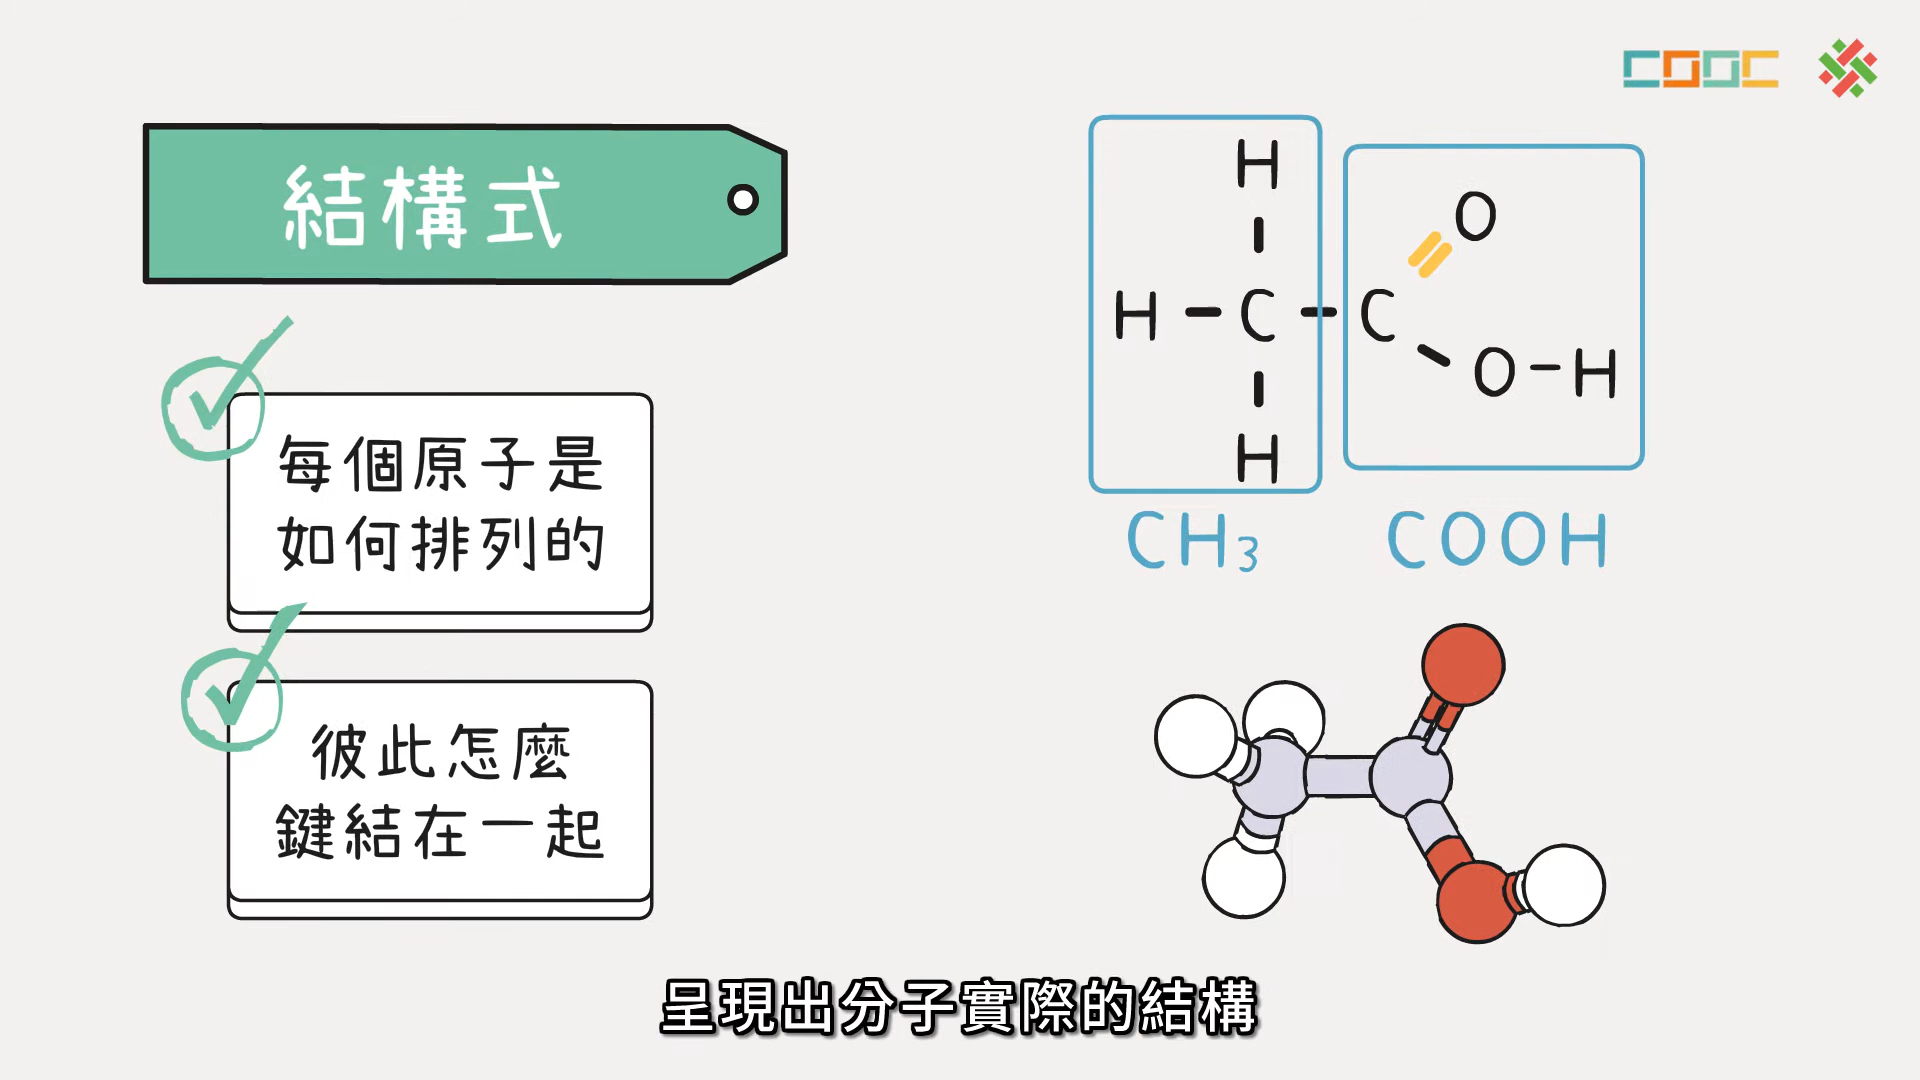 COOC
結構式
每個原子是
如何排列的
彼此怎麼
鍵結在一起
H
O
H C C
O H
H
CH₃ COOH
呈現出分子實際的結構